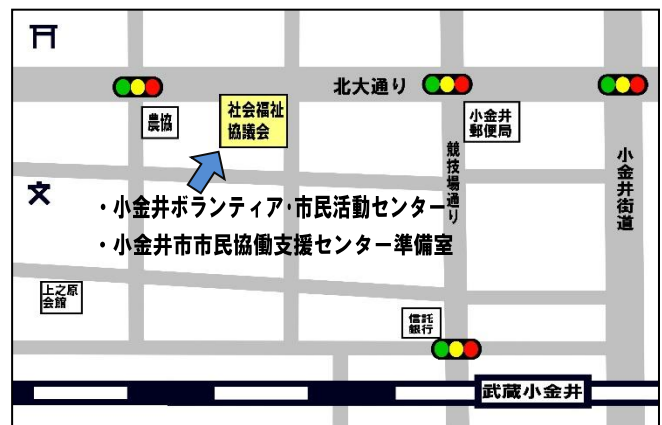 北大通り
農協
社会福祉
協議会
小金井
郵便局
競技場通り
小金井街道
・小金井ボランティア・市民活動センター
・小金井市市民協働支援センター準備室
上之原
会館
信託
銀行
武蔵小金井